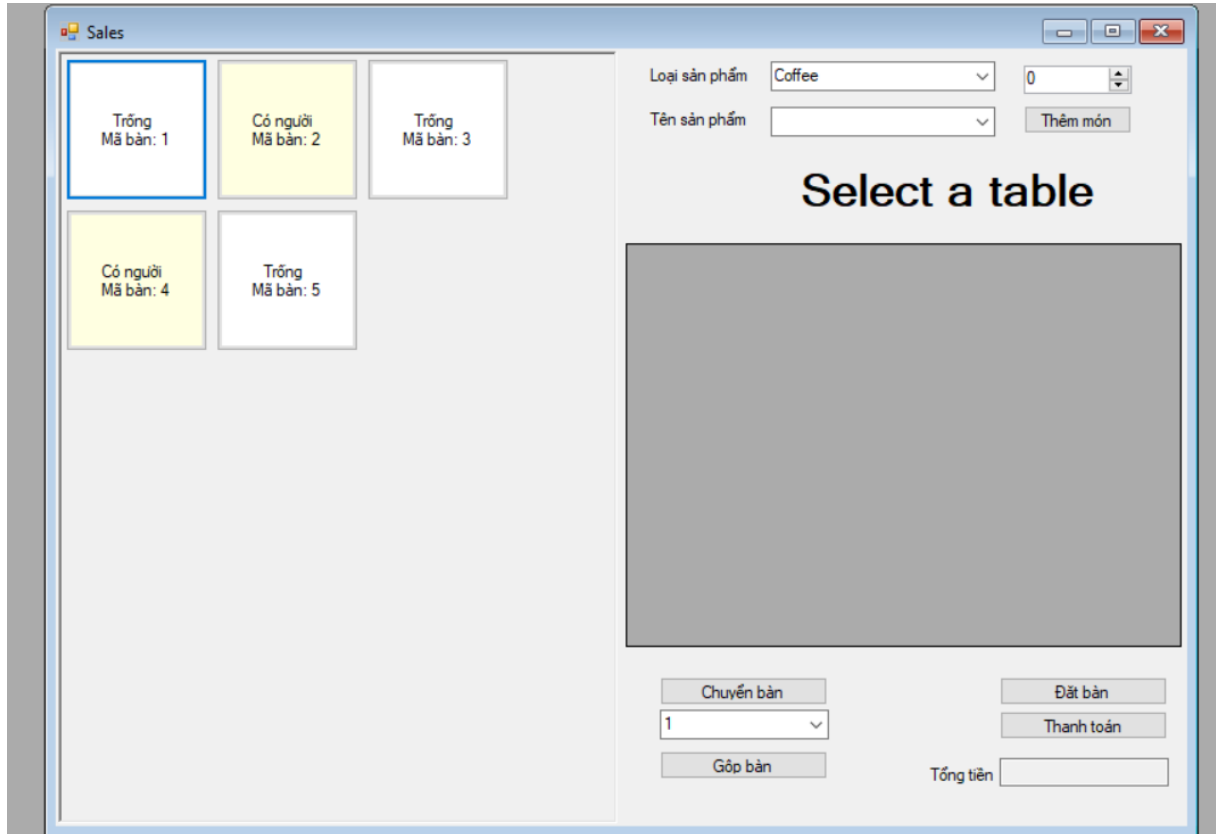 Sales
Trống
Mã bàn: 1
Có người
Mã bàn: 2
Trống
Mã bàn: 3
Có người
Mã bàn: 4
Trống
Mã bàn: 5
Loại sản phẩm
Coffee
0
Tên sản phẩm
Thêm món
Select a table
Chuyển bàn
1
Gộp bàn
Đặt bàn
Thanh toán
Tổng tiền